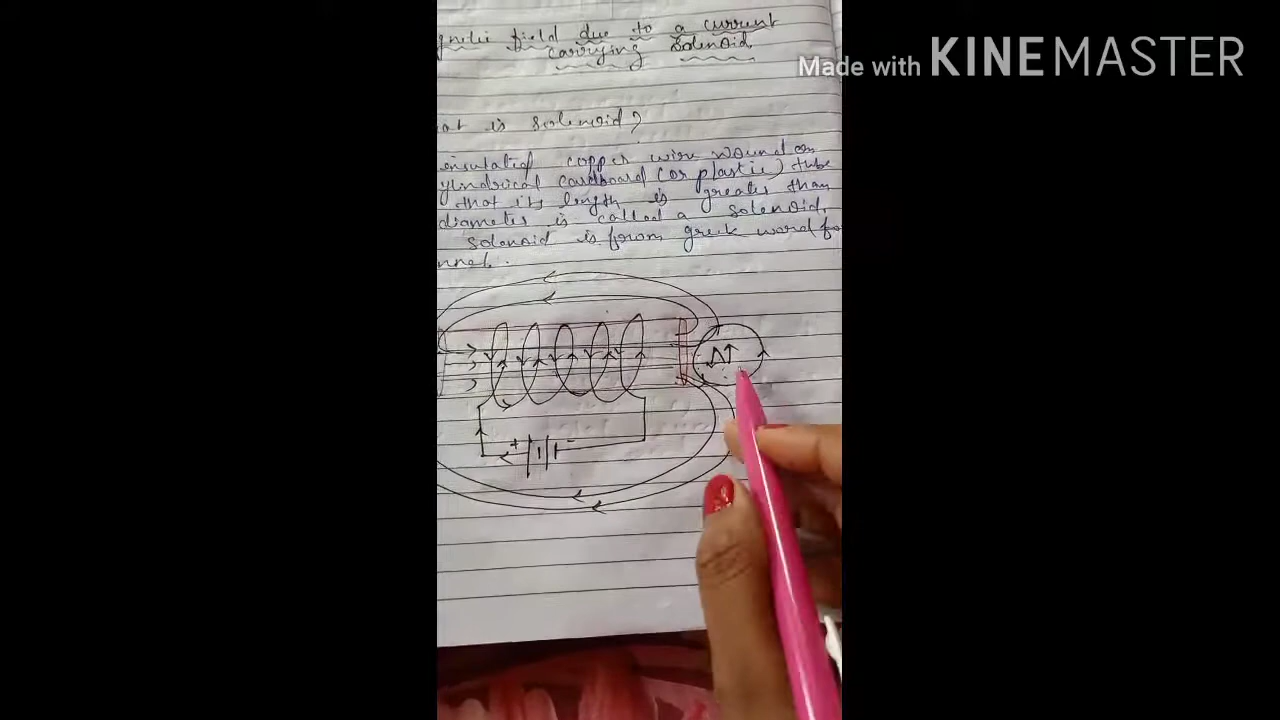 gnetic field due to a current
carrying solenoid
Made with KINEMASTER
at is solenoid?
insulated copper wire wound on
ylindrical cardboard (or plastic) tube
that its length is greater than
diameter is called a solenoid.
solenoid is from greek word fo
nnel.
N
+ -